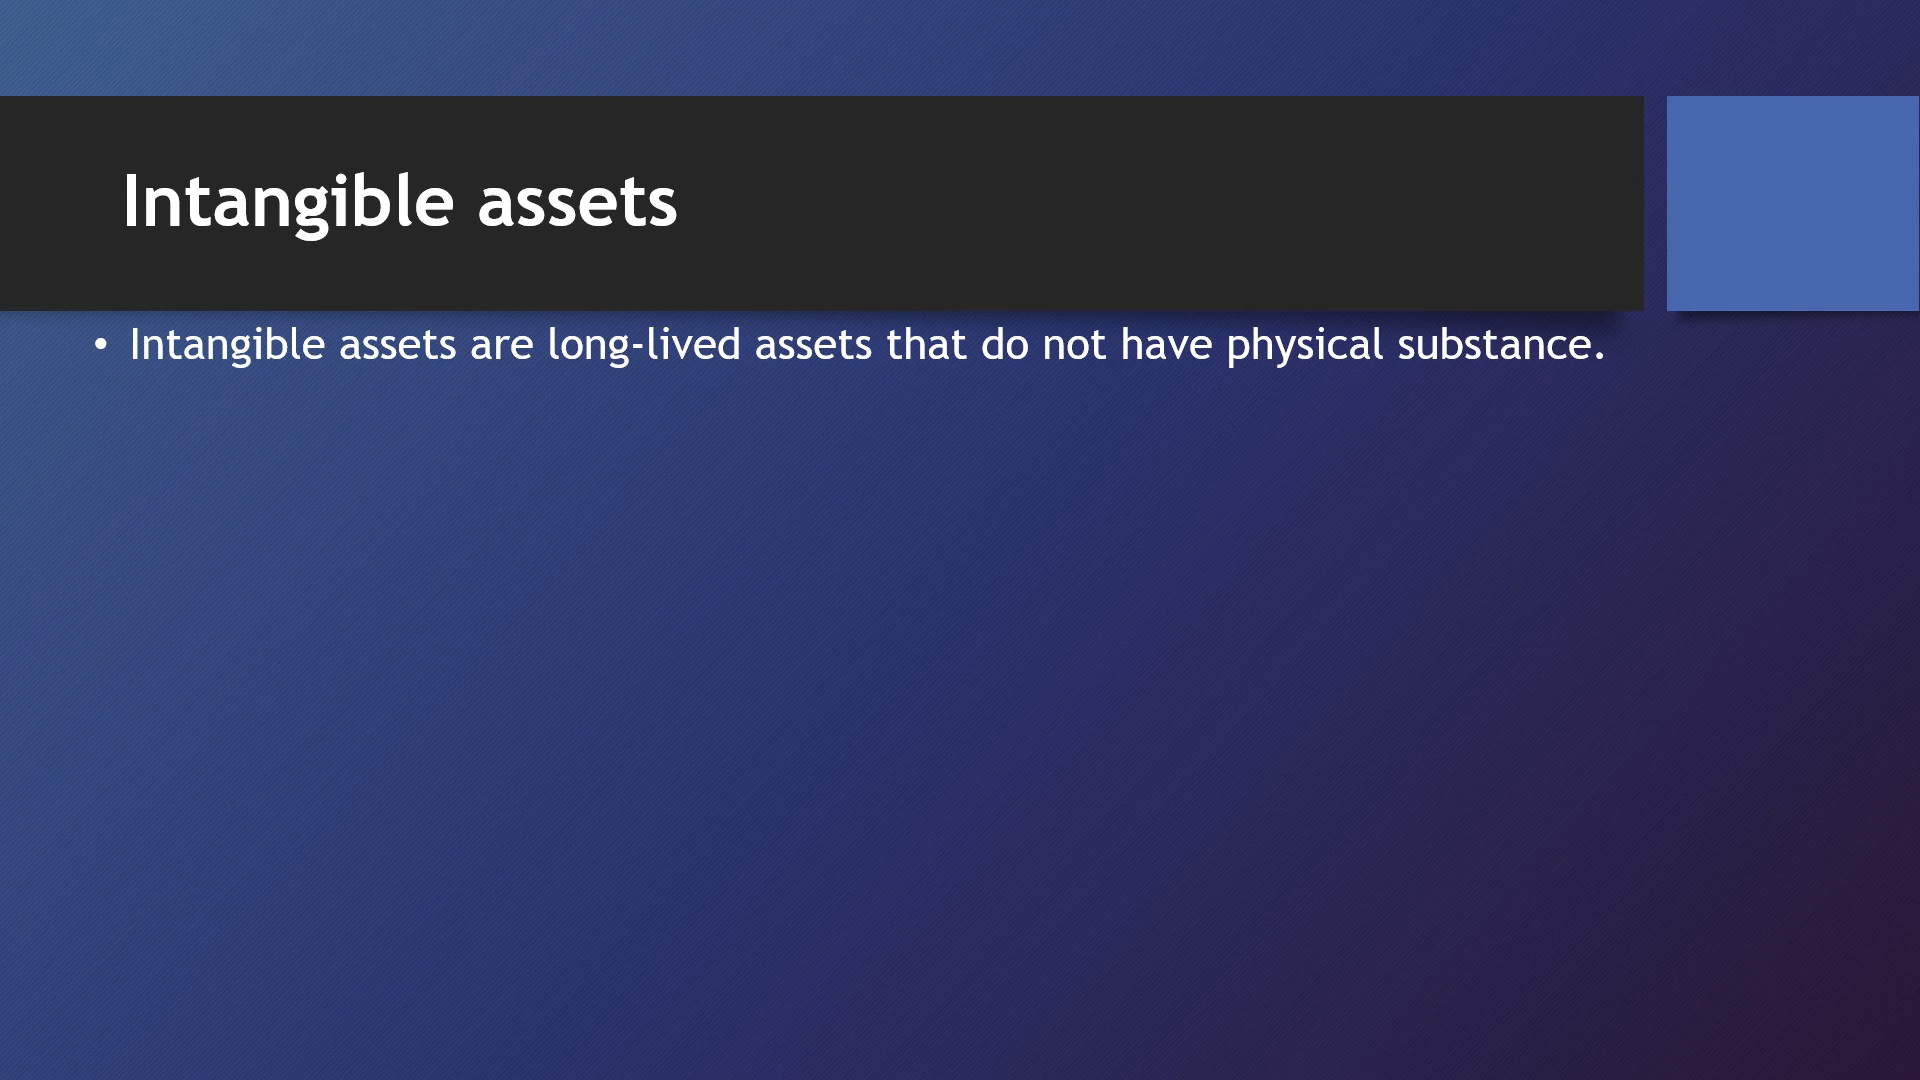 Intangible assets
• Intangible assets are long-lived assets that do not have physical substance.